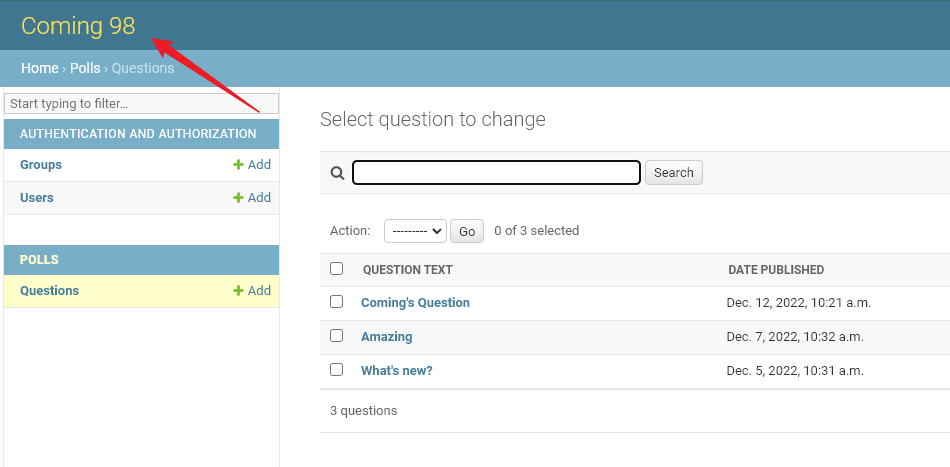 Coming 98
Home › Polls › Questions
Start typing to filter...
AUTHENTICATION AND AUTHORIZATION
Groups Add
Users Add
POLLS
Questions Add
Select question to change
Search
Action: --------- Go 0 of 3 selected
QUESTION TEXT DATE PUBLISHED
Coming's Question Dec. 12, 2022, 10:21 a.m.
Amazing Dec. 7, 2022, 10:32 a.m.
What's new? Dec. 5, 2022, 10:31 a.m.
3 questions